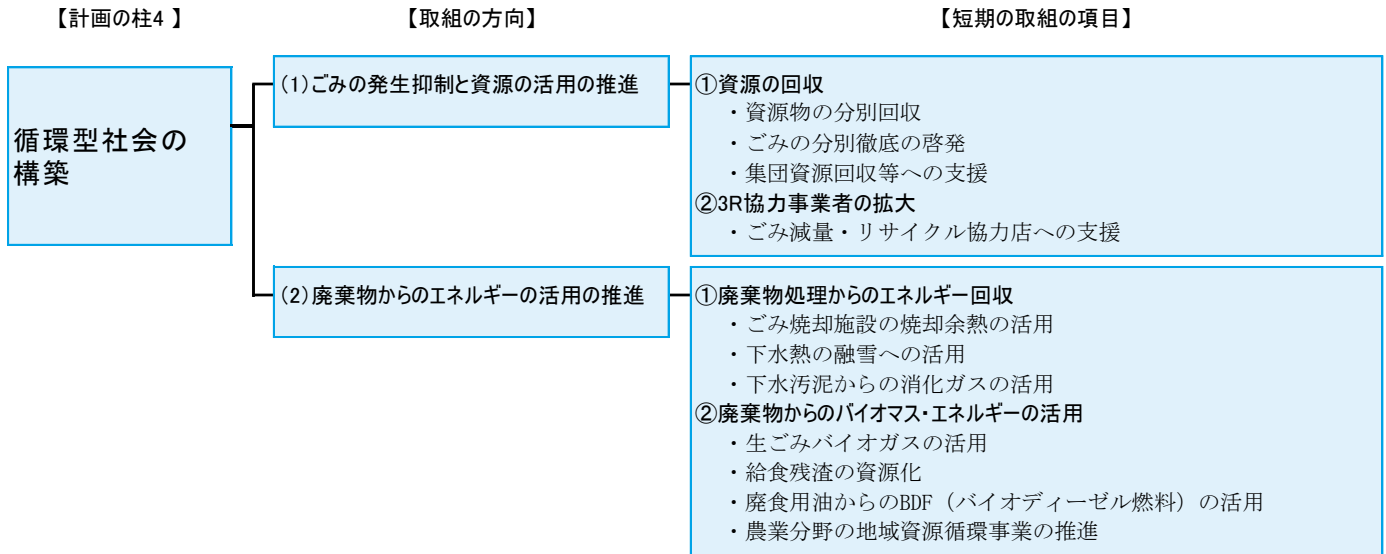 【計画の柱4 】
【取組の方向】
【短期の取組の項目】
循環型社会の
構築
(1)ごみの発生抑制と資源の活用の推進
①資源の回収
・資源物の分別回収
・ごみの分別徹底の啓発
・集団資源回収等への支援
②3R協力事業者の拡大
・ごみ減量・リサイクル協力店への支援
(2)廃棄物からのエネルギーの活用の推進
①廃棄物処理からのエネルギー回収
・ごみ焼却施設の焼却余熱の活用
・下水熱の融雪への活用
・下水汚泥からの消化ガスの活用
②廃棄物からのバイオマス・エネルギーの活用
・生ごみバイオガスの活用
・給食残渣の資源化
・廃食用油からのBDF（バイオディーゼル燃料）の活用
・農業分野の地域資源循環事業の推進